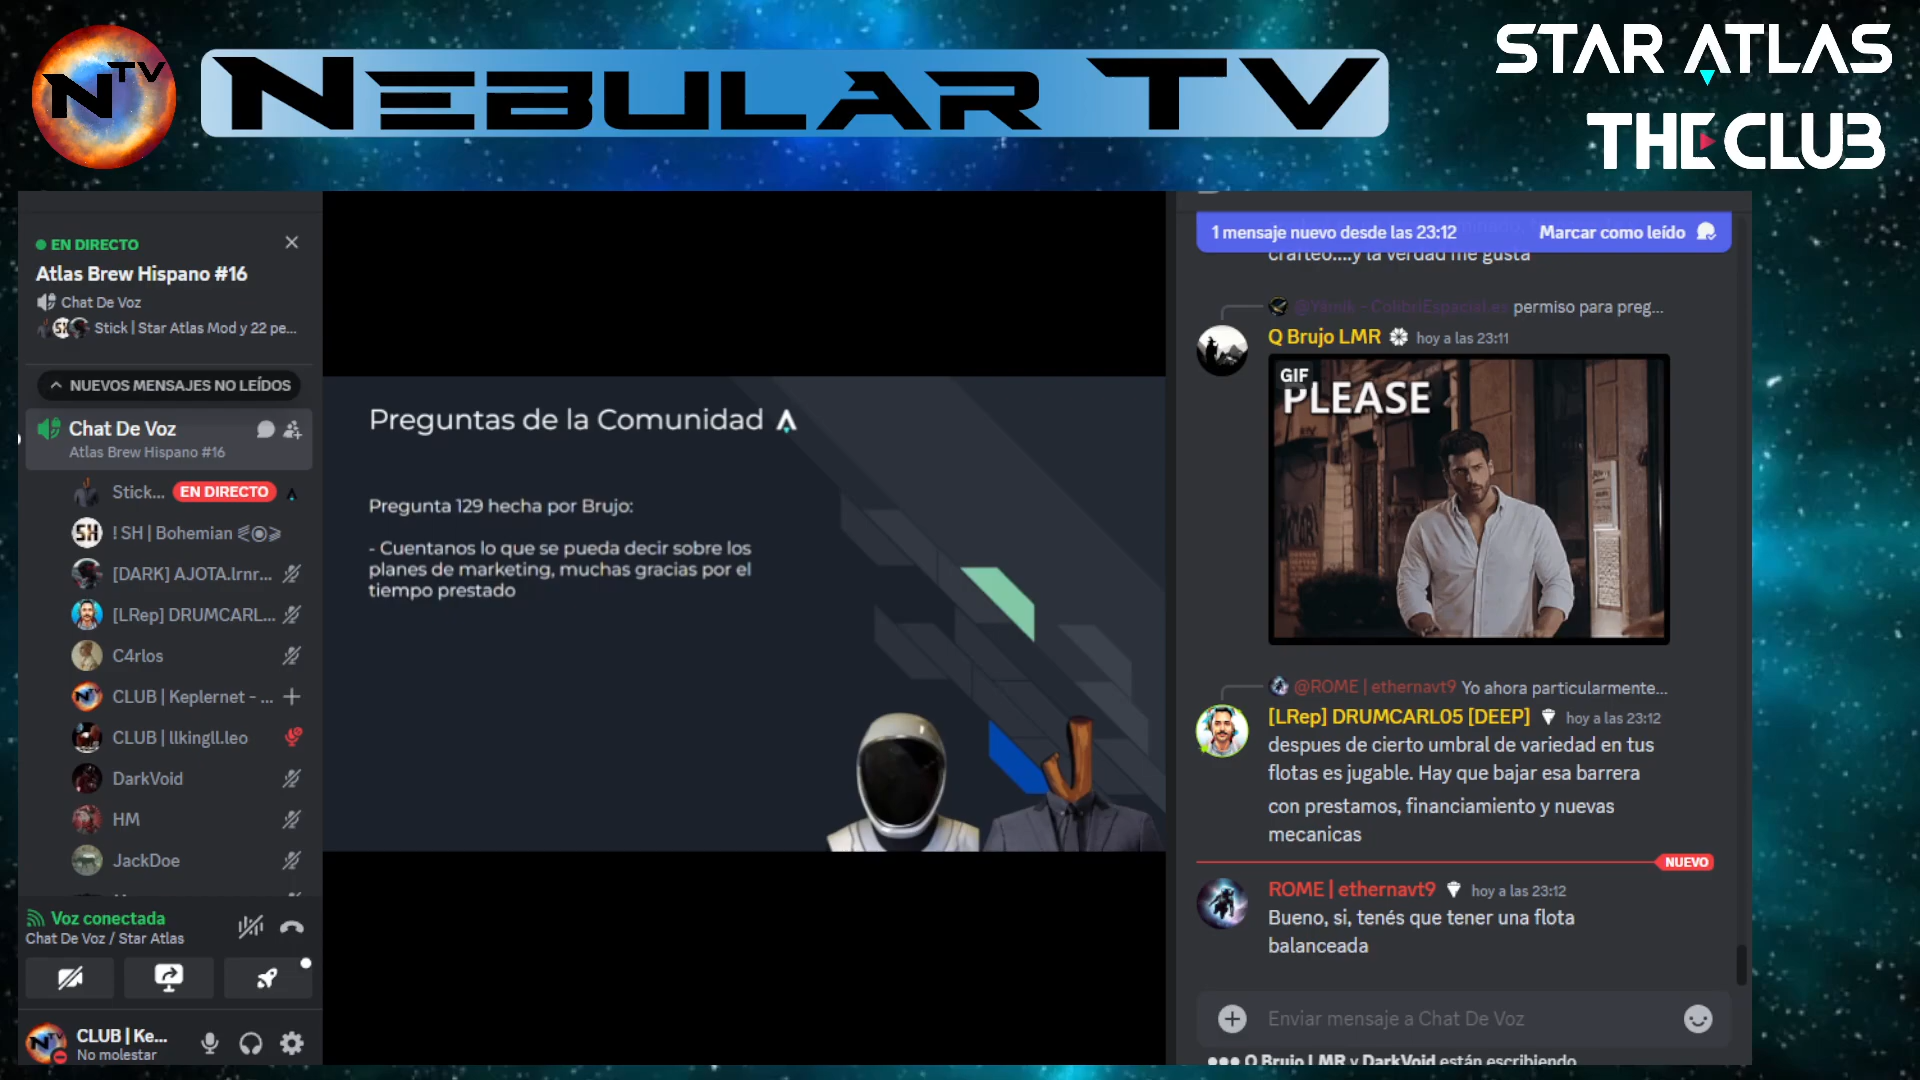 NTV
NEBULAR TV
STAR ATLAS
THE CLUB
EN DIRECTO
Atlas Brew Hispano #16
Chat De Voz
Stick | Star Atlas Mod y 22 pe...
NUEVOS MENSAJES NO LEÍDOS
Chat De Voz
Atlas Brew Hispano #16
Stick... EN DIRECTO
! SH | Bohemian
[DARK] AJOTA.lrnr...
[LRep] DRUMCARL...
C4rlos
CLUB | Keplernet - ...
CLUB | llkingll.leo
DarkVoid
HM
JackDoe
Voz conectada
Chat De Voz / Star Atlas
CLUB | Ke...
No molestar
Preguntas de la Comunidad
Pregunta 129 hecha por Brujo:
- Cuentanos lo que se pueda decir sobre los
planes de marketing, muchas gracias por el
tiempo prestado
1 mensaje nuevo desde las 23:12 Marcar como leído
crafteo....y la verdad me gusta
@Yámik - ColibriEspacial.es permiso para preg...
Q Brujo LMR hoy a las 23:11
GIF
PLEASE
@ROME | ethernavt9 Yo ahora particularmente...
[LRep] DRUMCARL05 [DEEP] hoy a las 23:12
despues de cierto umbral de variedad en tus
flotas es jugable. Hay que bajar esa barrera
con prestamos, financiamiento y nuevas
mecanicas
NUEVO
ROME | ethernavt9 hoy a las 23:12
Bueno, si, tenés que tener una flota
balanceada
Enviar mensaje a Chat De Voz
Q Brujo LMR y DarkVoid están escribiendo